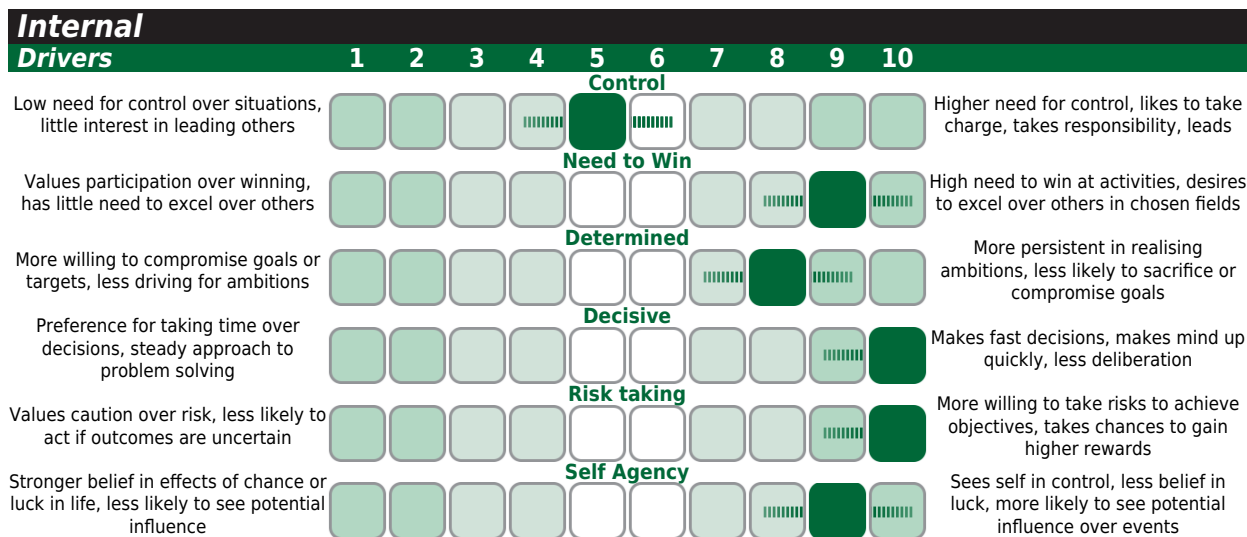 Internal
Drivers 1 2 3 4 5 6 7 8 9 10
Control
Low need for control over situations,
little interest in leading others
Higher need for control, likes to take
charge, takes responsibility, leads
Need to Win
Values participation over winning,
has little need to excel over others
High need to win at activities, desires
to excel over others in chosen fields
Determined
More willing to compromise goals or
targets, less driving for ambitions
More persistent in realising
ambitions, less likely to sacrifice or
compromise goals
Decisive
Preference for taking time over
decisions, steady approach to
problem solving
Makes fast decisions, makes mind up
quickly, less deliberation
Risk taking
Values caution over risk, less likely to
act if outcomes are uncertain
More willing to take risks to achieve
objectives, takes chances to gain
higher rewards
Self Agency
Stronger belief in effects of chance or
luck in life, less likely to see potential
influence
Sees self in control, less belief in
luck, more likely to see potential
influence over events